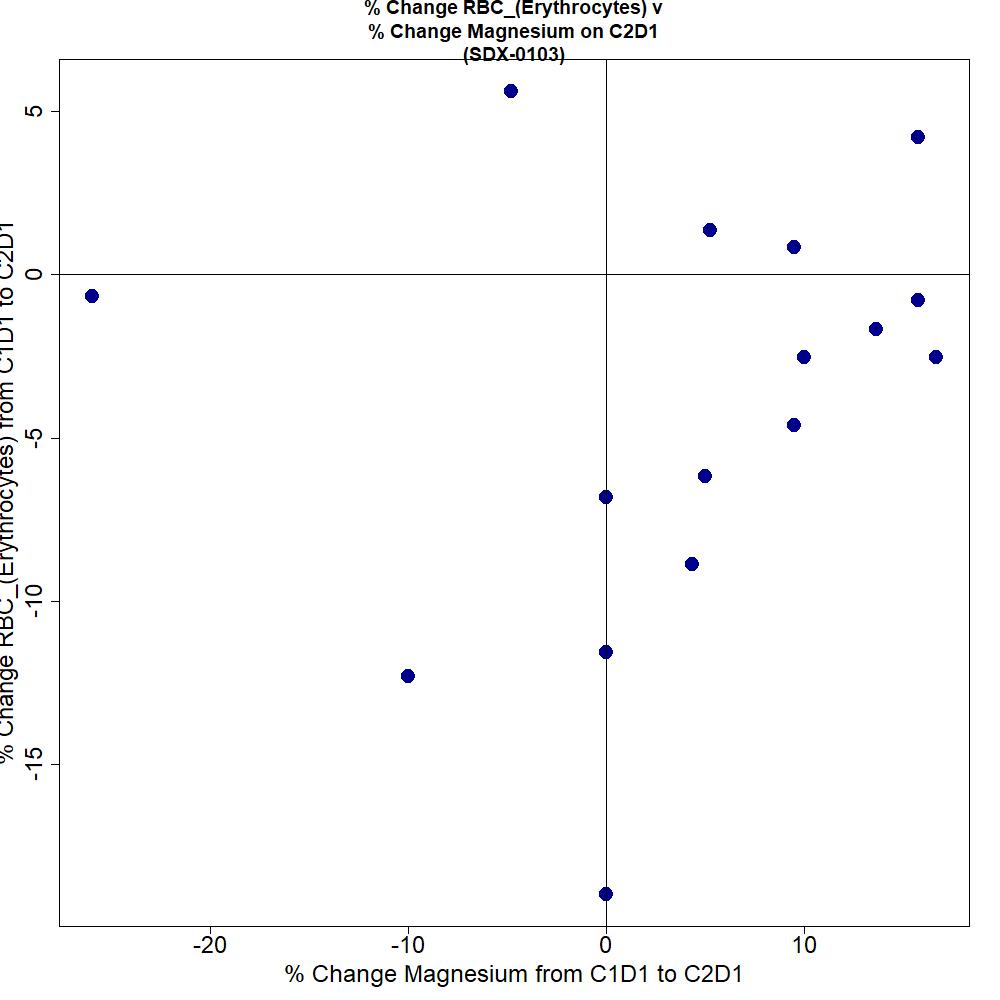 % Change RBC_(Erythrocytes) v
% Change Magnesium on C2D1
(SDX-0103)
% Change RBC_(Erythrocytes) from C1D1 to C2D1
5
0
-5
-10
-15
-20
-10
0
10
% Change Magnesium from C1D1 to C2D1